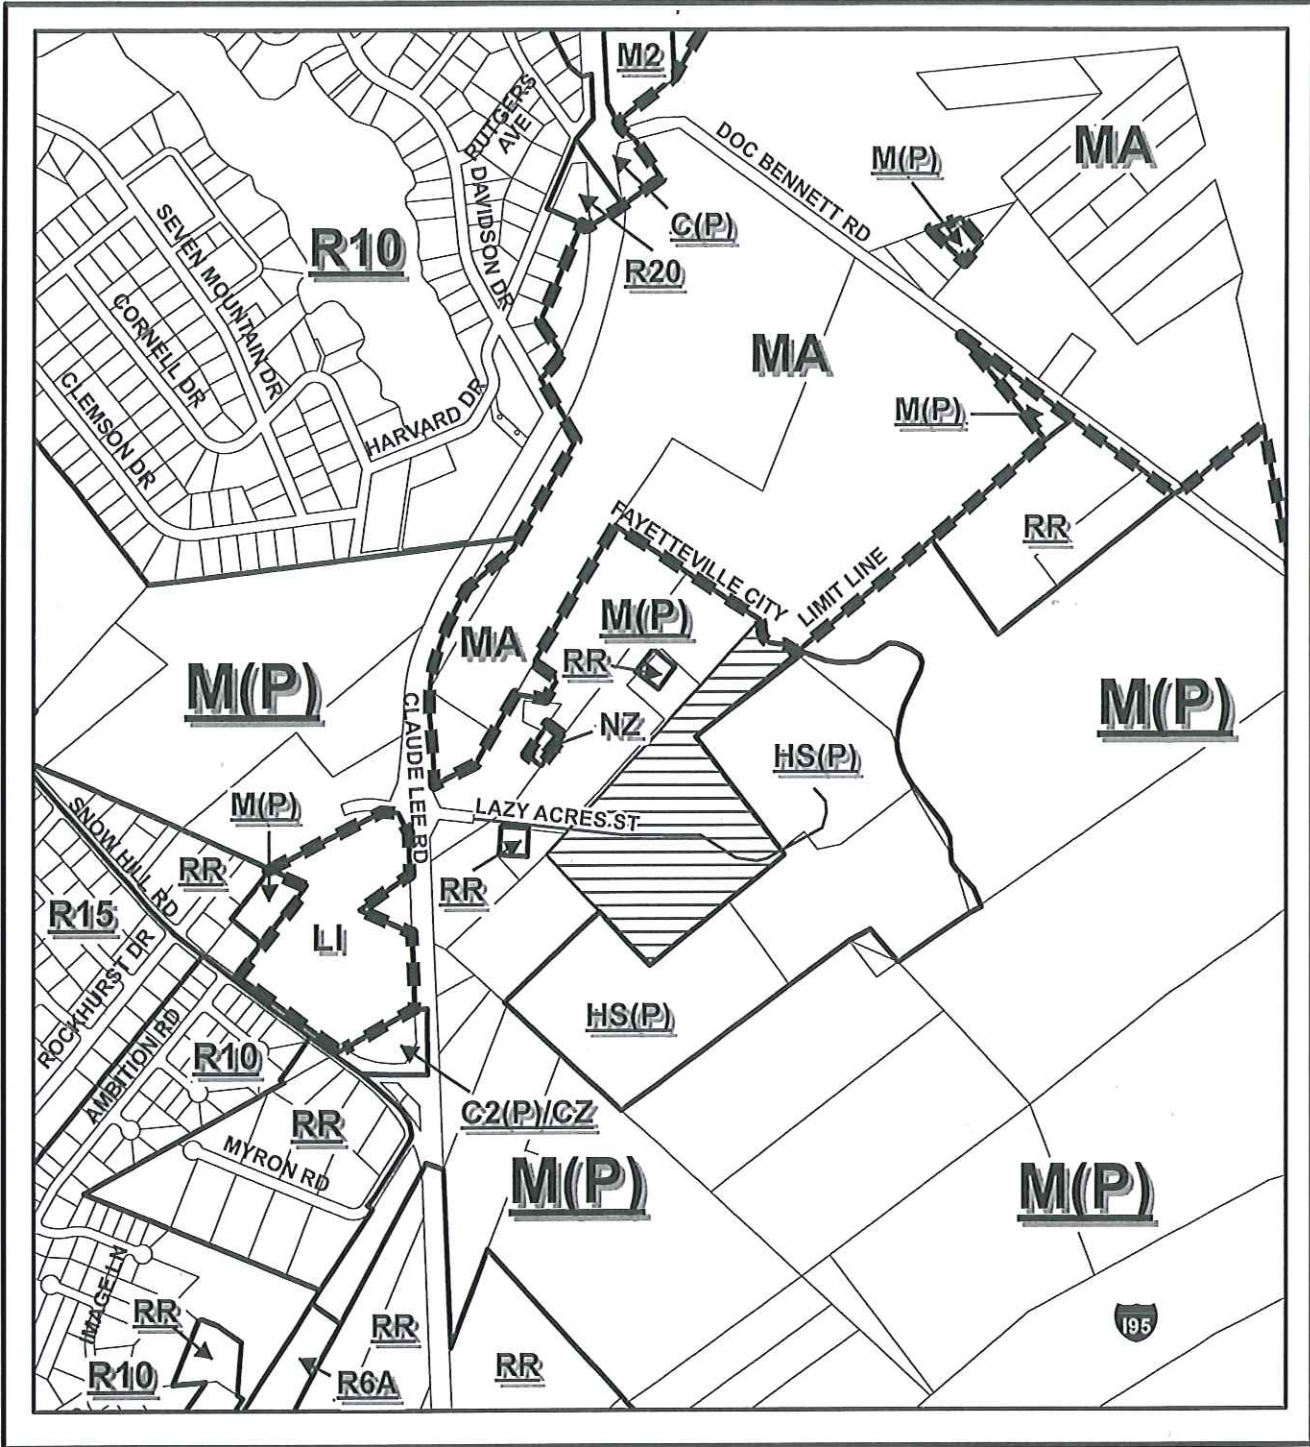 M2
RUTGERS
AVE
DOC BENNETT RD
MA
M(P)
DAVIDSON DR
C(P)
R10
SEVEN MOUNTAIN DR
R20
CORNELL DR
MA
CLEMSON DR
HARVARD DR
M(P)
FAYETTEVILLE CITY
LIMIT LINE
RR
M(P)
MA
RR
M(P)
M(P)
CLAUDE LEE RD
NZ
HS(P)
SNOW HILL RD
M(P)
LAZY ACRES ST
RR
RR
R15
LI
ROCKHURST DR
HS(P)
AMBITION RD
R10
C2(P)/CZ
RR
MYRON RD
M(P)
M(P)
IMAGE LN
RR
RR
I95
R10
R6A
RR